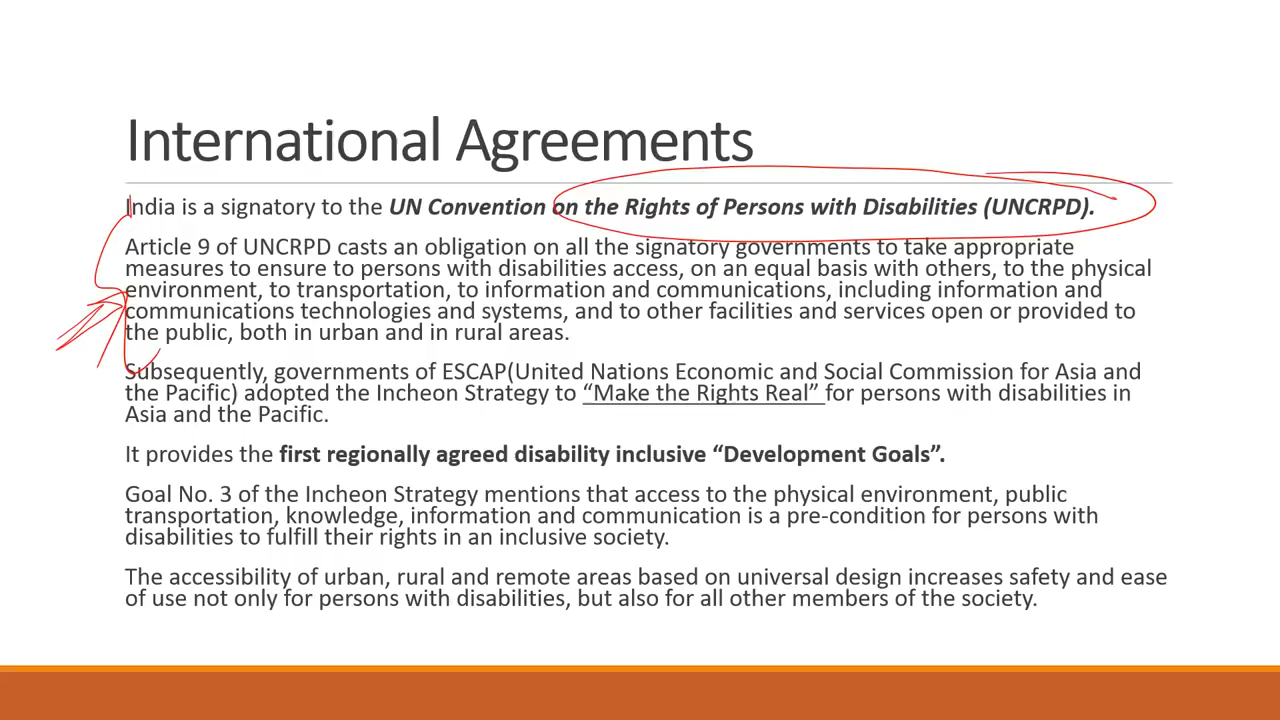 International Agreements
India is a signatory to the UN Convention on the Rights of Persons with Disabilities (UNCRPD).
Article 9 of UNCRPD casts an obligation on all the signatory governments to take appropriate
measures to ensure to persons with disabilities access, on an equal basis with others, to the physical
environment, to transportation, to information and communications, including information and
communications technologies and systems, and to other facilities and services open or provided to
the public, both in urban and in rural areas.
Subsequently, governments of ESCAP(United Nations Economic and Social Commission for Asia and
the Pacific) adopted the Incheon Strategy to “Make the Rights Real” for persons with disabilities in
Asia and the Pacific.
It provides the first regionally agreed disability inclusive “Development Goals”.
Goal No. 3 of the Incheon Strategy mentions that access to the physical environment, public
transportation, knowledge, information and communication is a pre-condition for persons with
disabilities to fulfill their rights in an inclusive society.
The accessibility of urban, rural and remote areas based on universal design increases safety and ease
of use not only for persons with disabilities, but also for all other members of the society.